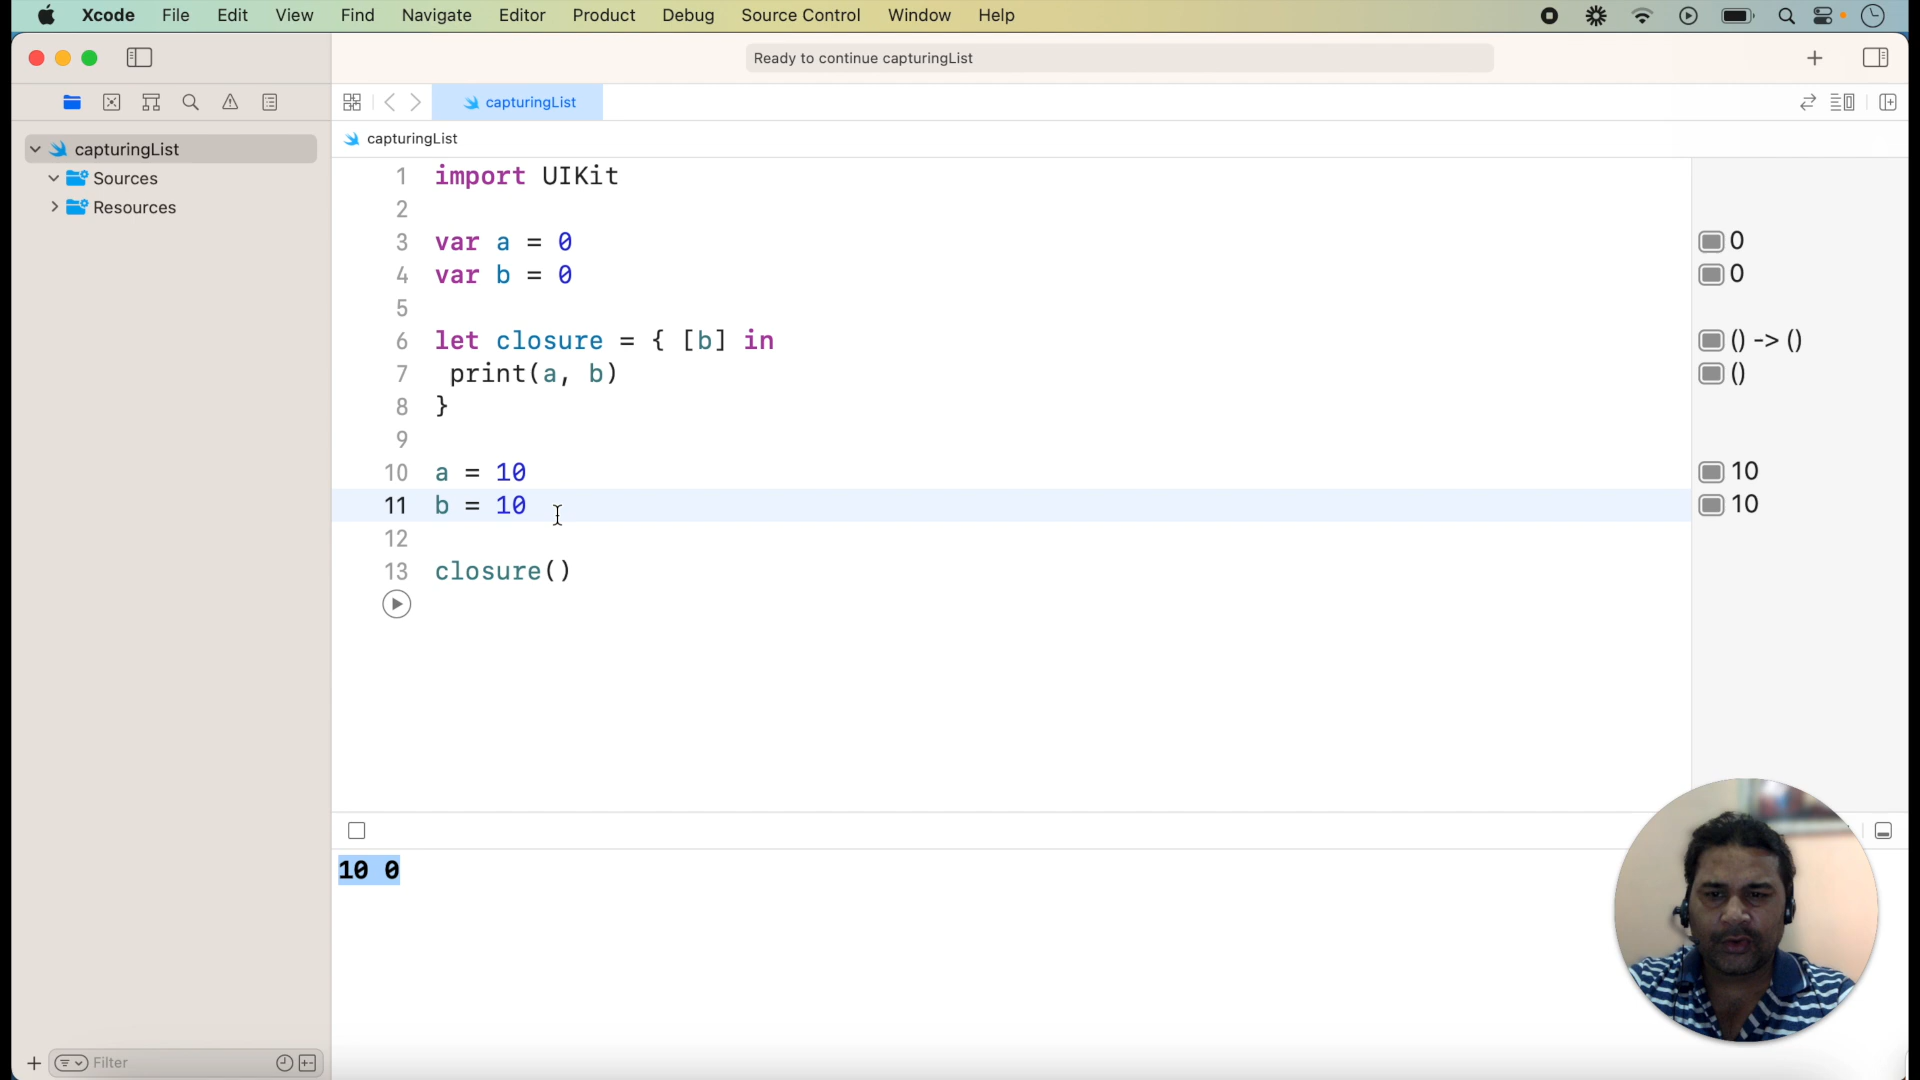 Xcode File Edit View Find Navigate Editor Product Debug Source Control Window Help
Ready to continue capturingList
capturingList
capturingList
capturingList
Sources
Resources
1 import UIKit
2
3 var a = 0 0
4 var b = 0 0
5
6 let closure = { [b] in () -> ()
7 print(a, b) ()
8 }
9
10 a = 10 10
11 b = 10 10
12
13 closure()
10 0
Filter